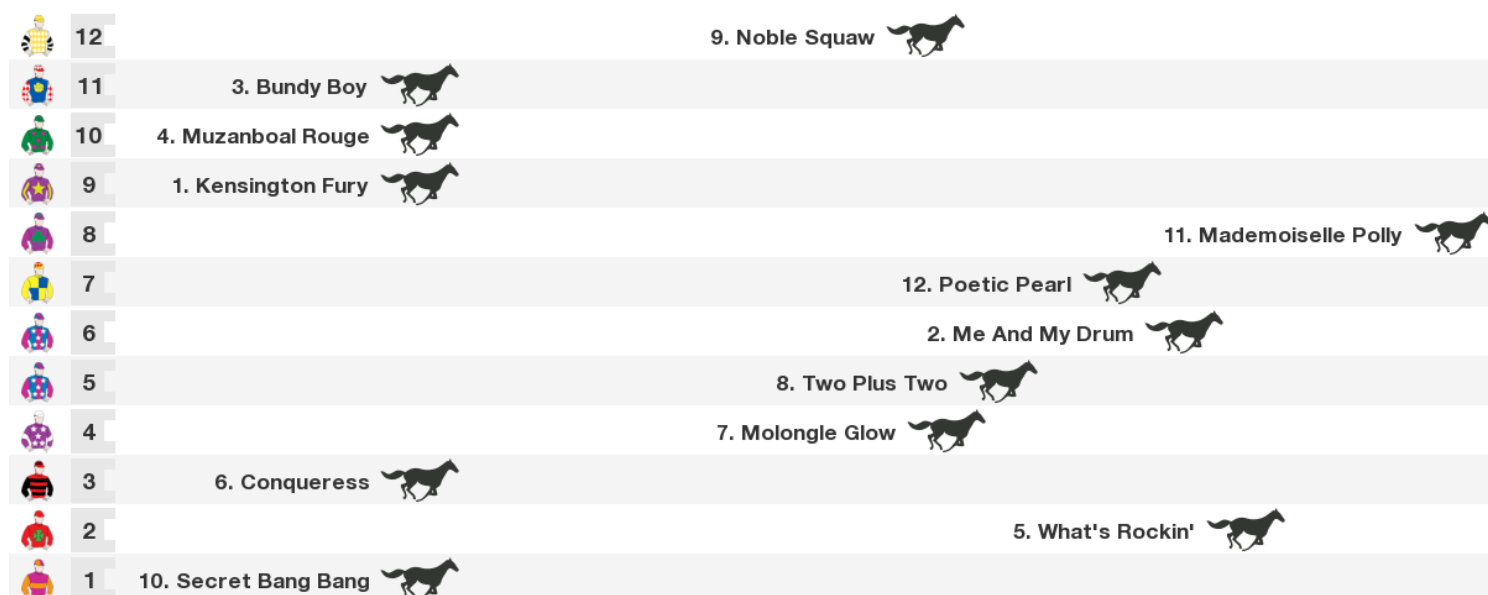 12 9. Noble Squaw
11 3. Bundy Boy
10 4. Muzanboal Rouge
9 1. Kensington Fury
8 11. Mademoiselle Polly
7 12. Poetic Pearl
6 2. Me And My Drum
5 8. Two Plus Two
4 7. Molongle Glow
3 6. Conqueress
2 5. What's Rockin'
1 10. Secret Bang Bang